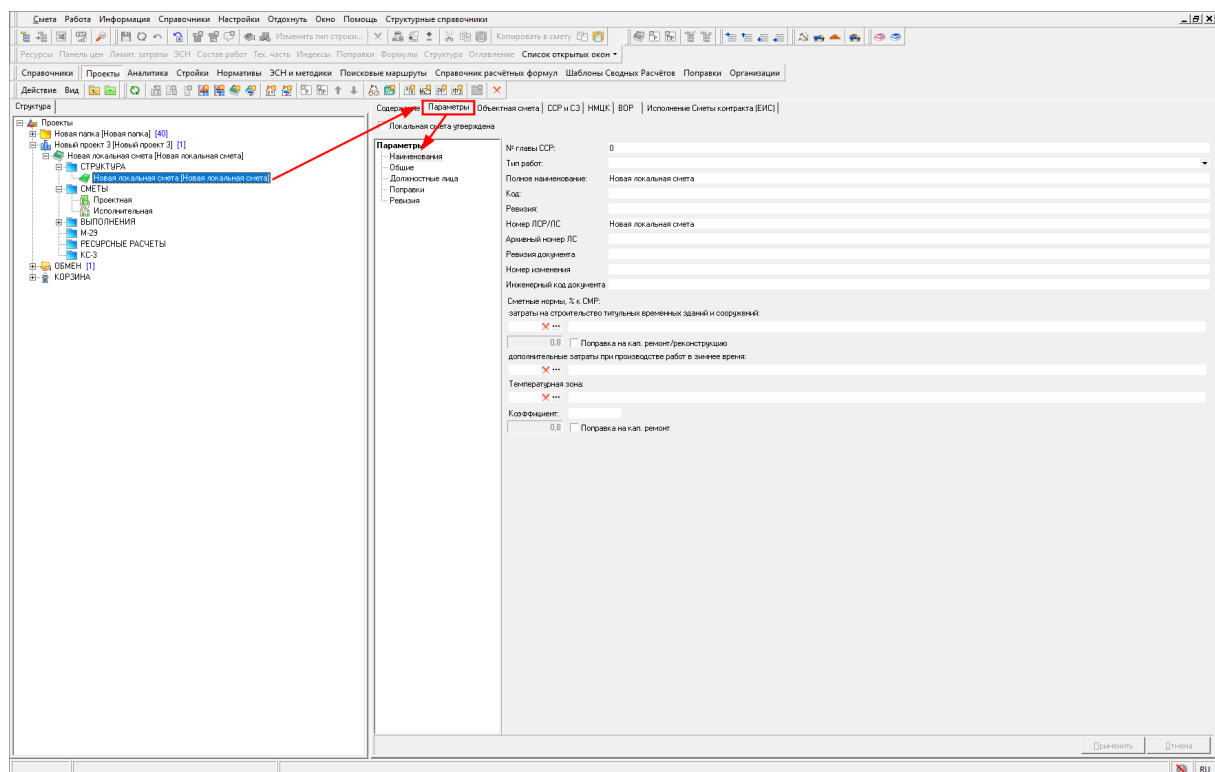 Смета Работа Информация Справочники Настройки Отдохнуть Окно Помощь Структурные справочники
Изменить тип строки... Копировать в смету
Ресурсы Панель цен Лимит. затраты ЭСН Состав работ Тех. часть Индексы Поправки Формулы Структура Оглавление Список открытых окон
Справочники Проекты Аналитика Стройки Нормативы ЭСН и методики Поисковые маршруты Справочник расчётных формул Шаблоны Сводных Расчётов Поправки Организации
Действие Вид
Структура
Проекты
Новая папка [Новая папка] [40]
Новый проект 3 [Новый проект 3] [1]
Новая локальная смета [Новая локальная смета]
СТРУКТУРА
Новая локальная смета [Новая локальная смета]
СМЕТЫ
Проектная
Исполнительная
ВЫПОЛНЕНИЯ
М-29
РЕСУРСНЫЕ РАСЧЕТЫ
КС-3
ОБМЕН [1]
КОРЗИНА
Содержание Параметры Объектная смета ССР и СЗ НМЦК ВОР Исполнение Сметы контракта (ЕИС)
Локальная смета утверждена
Параметры
Наименования
Общие
Должностные лица
Поправки
Ревизия
№ главы ССР: 0
Тип работ:
Полное наименование: Новая локальная смета
Код:
Ревизия:
Номер ЛСР/ЛС Новая локальная смета
Архивный номер ЛС
Ревизия документа
Номер изменения
Инженерный код документа
Сметные нормы, % к СМР:
затраты на строительство титульных временных зданий и сооружений:
0,8 Поправка на кап. ремонт/реконструкцию
дополнительные затраты при производстве работ в зимнее время:
Температурная зона:
Коэффициент:
0,8 Поправка на кап. ремонт
Применить Отмена
RU